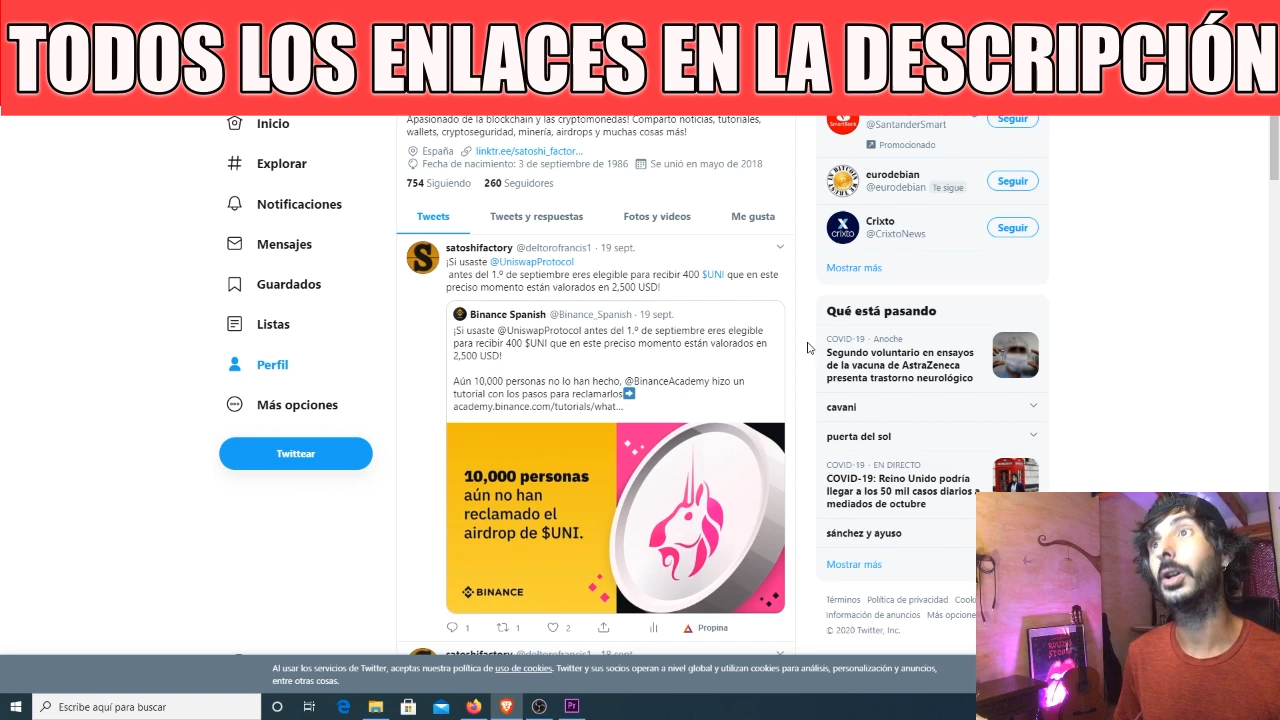 TODOS LOS ENLACES EN LA DESCRIPCIÓN
Inicio
Explorar
Notificaciones
Mensajes
Guardados
Listas
Perfil
Más opciones
Twittear
Apasionado de la blockchain y las cryptomonedas! Comparto noticias, tutoriales,
wallets, cryptoseguridad, minería, airdrops y muchas cosas más!
España linktr.ee/satoshi_factor...
Fecha de nacimiento: 3 de septiembre de 1986 Se unió en mayo de 2018
754 Siguiendo 260 Seguidores
Tweets Tweets y respuestas Fotos y videos Me gusta
satoshifactory @deltorofrancis1 · 19 sept.
¡Si usaste @UniswapProtocol
antes del 1.º de septiembre eres elegible para recibir 400 $UNI que en este
preciso momento están valorados en 2,500 USD!
Binance Spanish @Binance_Spanish · 19 sept.
¡Si usaste @UniswapProtocol antes del 1.º de septiembre eres elegible
para recibir 400 $UNI que en este preciso momento están valorados en
2,500 USD!
Aún 10,000 personas no lo han hecho, @BinanceAcademy hizo un
tutorial con los pasos para reclamarlos
academy.binance.com/tutorials/what...
10,000 personas
aún no han
reclamado el
airdrop de $UNI.
BINANCE
1 1 2 Propina
satoshifactory @deltorofrancis1 · 18 sept.
@SantanderSmart
Seguir
Promocionado
eurodebian
@eurodebian Te sigue
Seguir
Crixto
@CrixtoNews
Seguir
crixto
Mostrar más
Qué está pasando
COVID-19 · Anoche
Segundo voluntario en ensayos
de la vacuna de AstraZeneca
presenta trastorno neurológico
cavani
puerta del sol
COVID-19 · EN DIRECTO
COVID-19: Reino Unido podría
llegar a los 50 mil casos diarios a
mediados de octubre
sánchez y ayuso
Mostrar más
Términos Política de privacidad Cook
Información de anuncios Más opcione
© 2020 Twitter, Inc.
Al usar los servicios de Twitter, aceptas nuestra política de uso de cookies. Twitter y sus socios operan a nivel global y utilizan cookies para análisis, personalización y anuncios,
entre otras cosas.
Escribe aquí para buscar